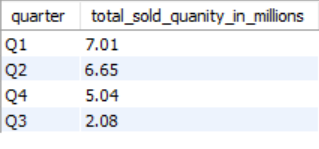 quarter total_sold_quanity_in_millions
Q1 7.01
Q2 6.65
Q4 5.04
Q3 2.08